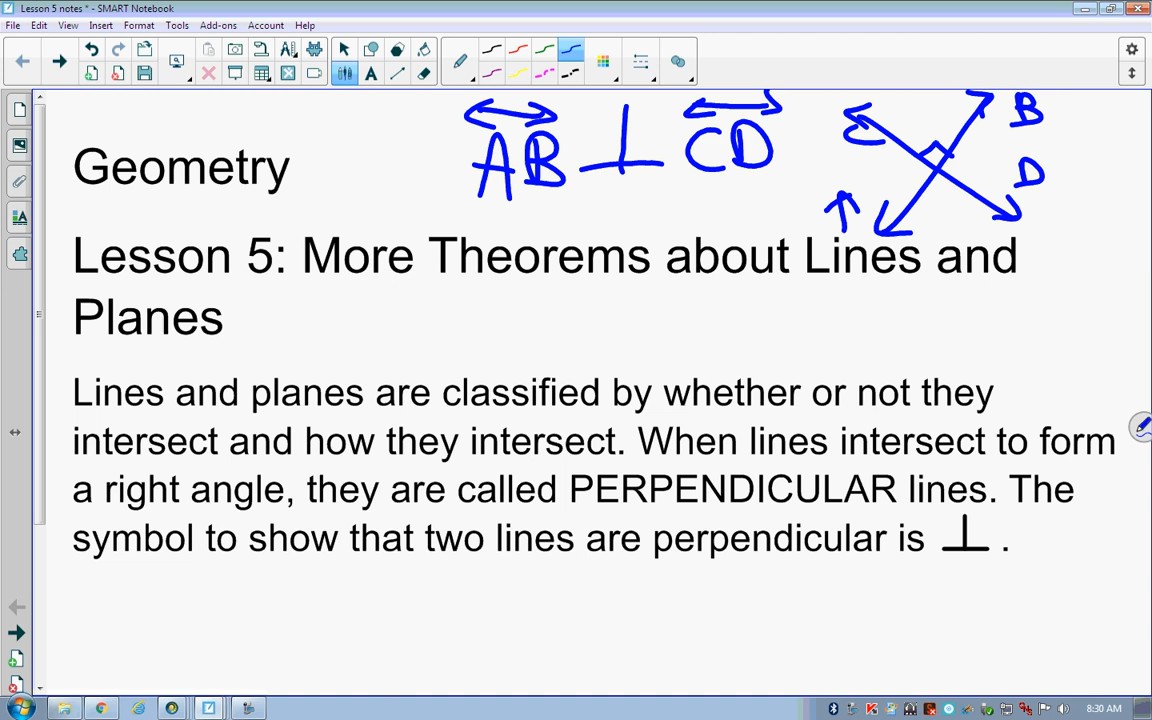 Lesson 5 notes * - SMART Notebook
File Edit View Insert Format Tools Add-ons Account Help
AB ⊥ CD
B
C
D
A
Geometry
Lesson 5: More Theorems about Lines and
Planes
Lines and planes are classified by whether or not they
intersect and how they intersect. When lines intersect to form
a right angle, they are called PERPENDICULAR lines. The
symbol to show that two lines are perpendicular is ⊥ .
8:30 AM